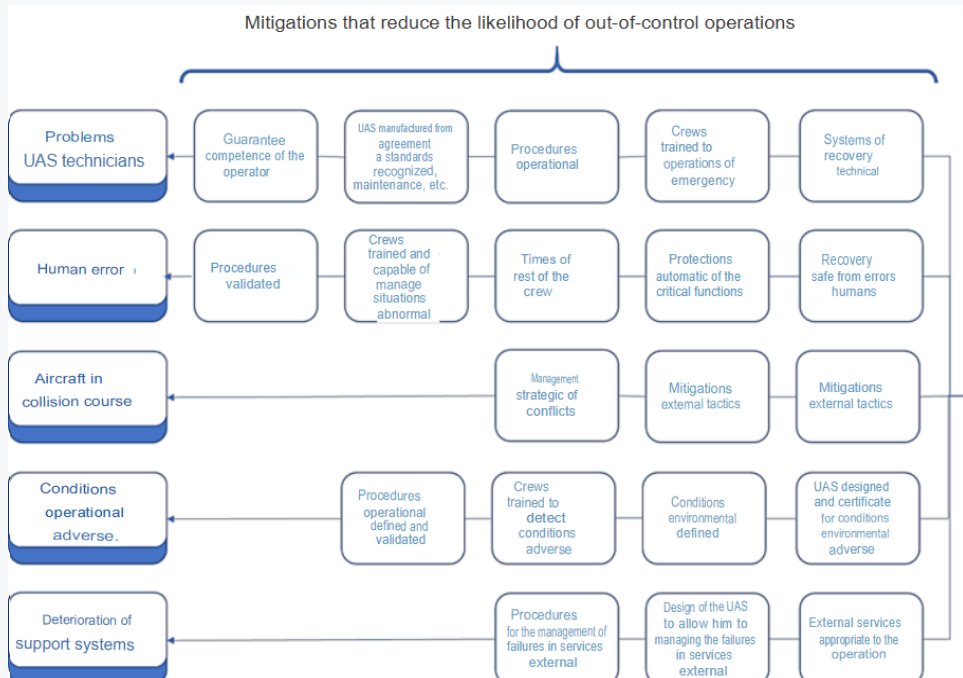 Mitigations that reduce the likelihood of out-of-control operations
Problems
UAS technicians
Guarantee
competence of the
operator
UAS manufactured from
agreement
a standards
recognized,
maintenance, etc.
Procedures
operational
Crews
trained to
operations of
emergency
Systems of
recovery
technical
Human error
Procedures
validated
Crews
trained and
capable of
manage
situations
abnormal
Times of
rest of the
crew
Protections
automatic of the
critical functions
Recovery
safe from errors
humans
Aircraft in
collision course
Management
strategic of
conflicts
Mitigations
external tactics
Mitigations
external tactics
Conditions
operational
adverse.
Procedures
operational
defined and
validated
Crews
trained to
detect
conditions
adverse
Conditions
environmental
defined
UAS designed
and certificate
for conditions
environmental
adverse
Deterioration of
support systems
Procedures
for the management of
failures in services
external
Design of the UAS
to allow him to
managing the failures
in services
external
External services
appropriate to the
operation